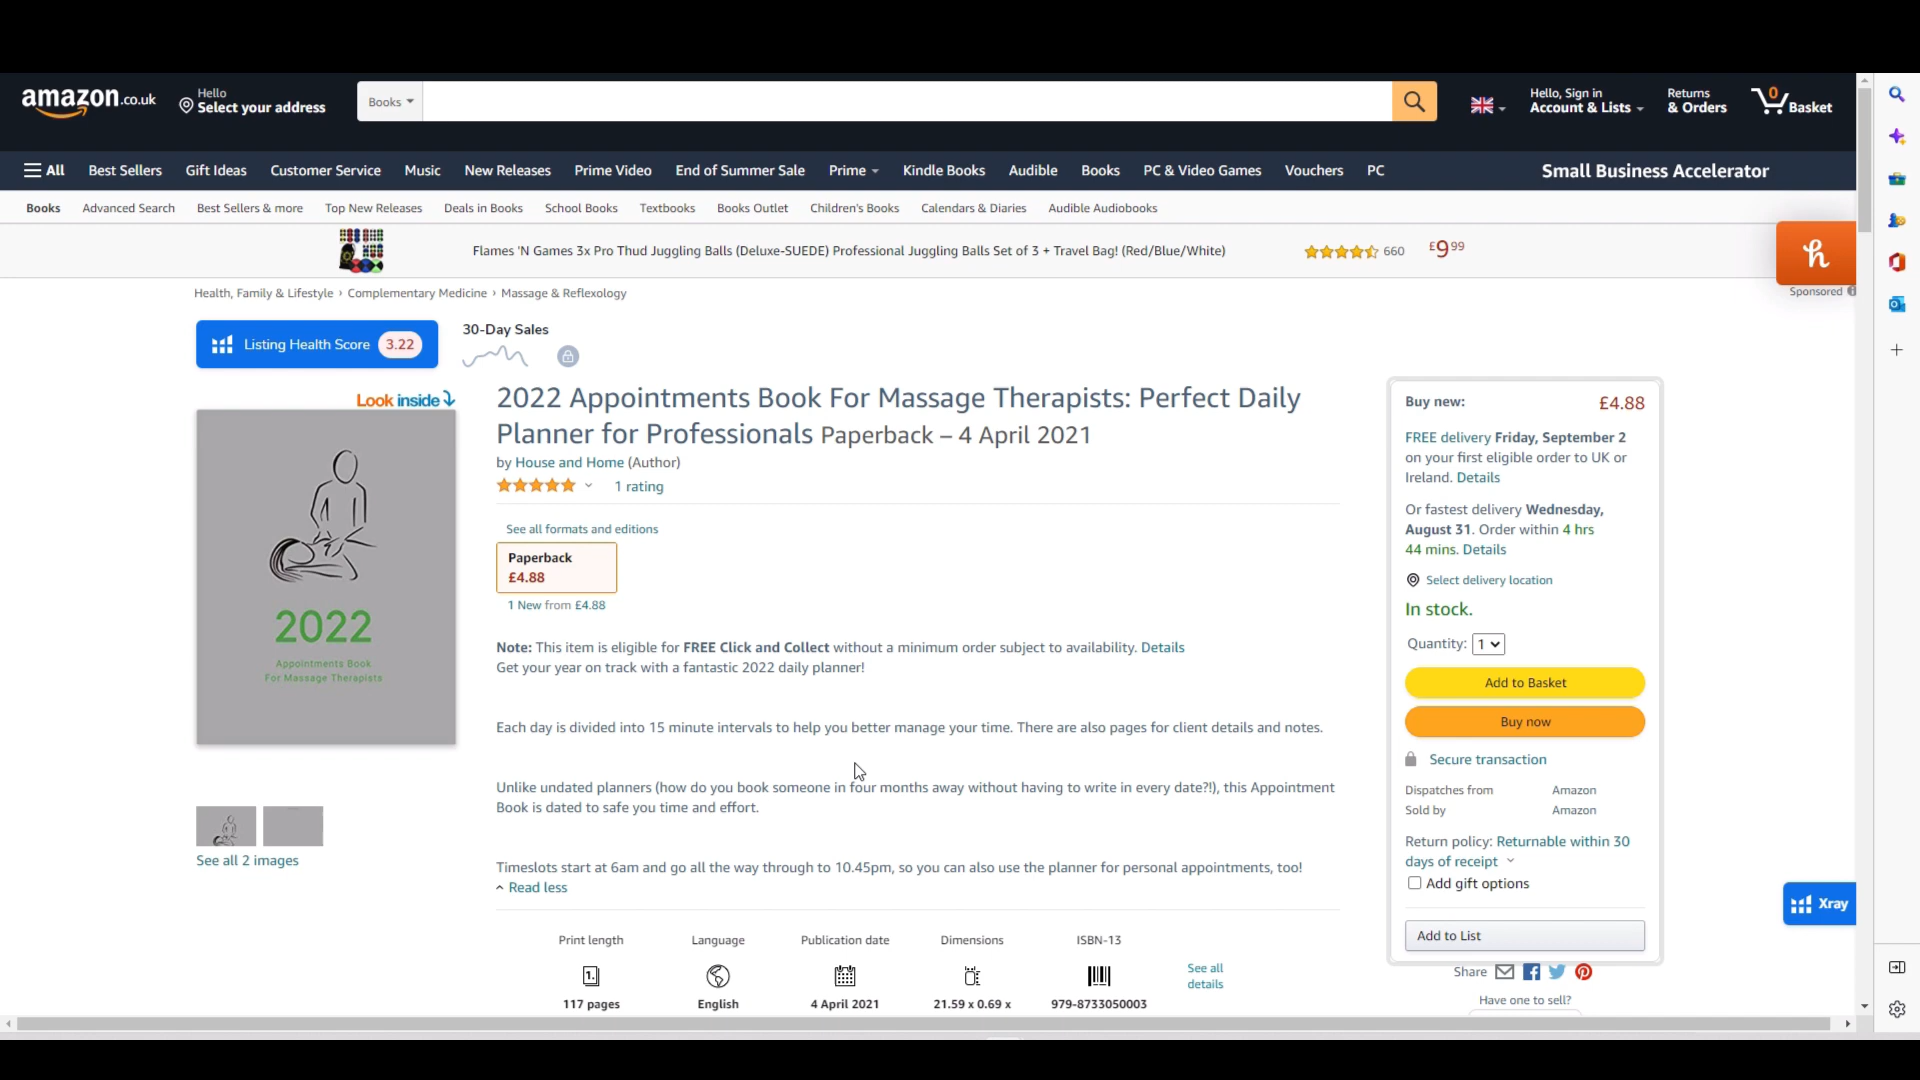 amazon.co.uk
Hello
Select your address
Books
Hello, Sign in
Account & Lists
Returns
& Orders
0
Basket
All
Best Sellers
Gift Ideas
Customer Service
Music
New Releases
Prime Video
End of Summer Sale
Prime
Kindle Books
Audible
Books
PC & Video Games
Vouchers
PC
Small Business Accelerator
Books
Advanced Search
Best Sellers & more
Top New Releases
Deals in Books
School Books
Textbooks
Books Outlet
Children's Books
Calendars & Diaries
Audible Audiobooks
Flames 'N Games 3x Pro Thud Juggling Balls (Deluxe-SUEDE) Professional Juggling Balls Set of 3 + Travel Bag! (Red/Blue/White)
660
£9 99
h
Sponsored
Health, Family & Lifestyle › Complementary Medicine › Massage & Reflexology
Listing Health Score 3.22
30-Day Sales
Look inside
2022
Appointments Book
For Massage Therapists
See all 2 images
2022 Appointments Book For Massage Therapists: Perfect Daily
Planner for Professionals Paperback – 4 April 2021
by House and Home (Author)
1 rating
See all formats and editions
Paperback
£4.88
1 New from £4.88
Note: This item is eligible for FREE Click and Collect without a minimum order subject to availability. Details
Get your year on track with a fantastic 2022 daily planner!
Each day is divided into 15 minute intervals to help you better manage your time. There are also pages for client details and notes.
Unlike undated planners (how do you book someone in four months away without having to write in every date?!), this Appointment
Book is dated to safe you time and effort.
Timeslots start at 6am and go all the way through to 10.45pm, so you can also use the planner for personal appointments, too!
Read less
Print length
1.
117 pages
Language
English
Publication date
4 April 2021
Dimensions
21.59 x 0.69 x
ISBN-13
979-8733050003
See all
details
Buy new:
£4.88
FREE delivery Friday, September 2
on your first eligible order to UK or
Ireland. Details
Or fastest delivery Wednesday,
August 31. Order within 4 hrs
44 mins. Details
Select delivery location
In stock.
Quantity: 1
Add to Basket
Buy now
Secure transaction
Dispatches from Amazon
Sold by Amazon
Return policy: Returnable within 30
days of receipt
Add gift options
Add to List
Share
Have one to sell?
Xray